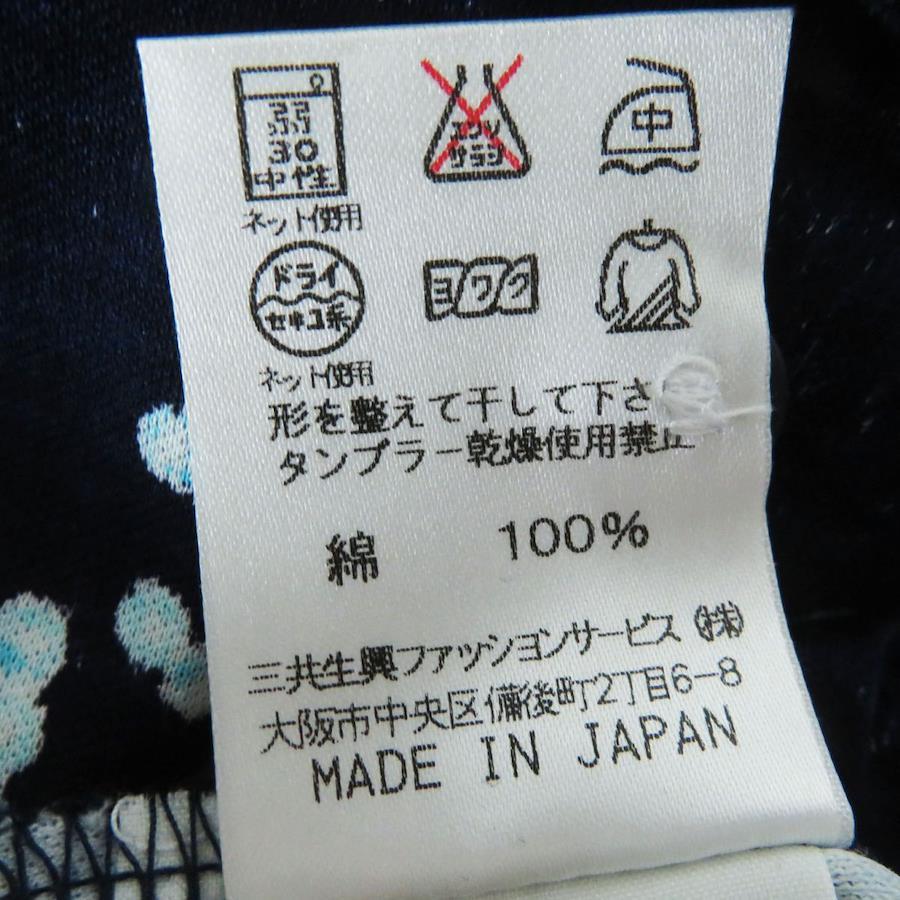 弱
30
中性
ネット使用
エンソ
サラシ
中
ドライ
セキユ系
ネット使用
ヨワク
形を整えて干して下さ
タンブラー乾燥使用禁止
綿 100%
三共生興ファッションサービス(株)
大阪市中央区備後町2丁目6-8
MADE IN JAPAN